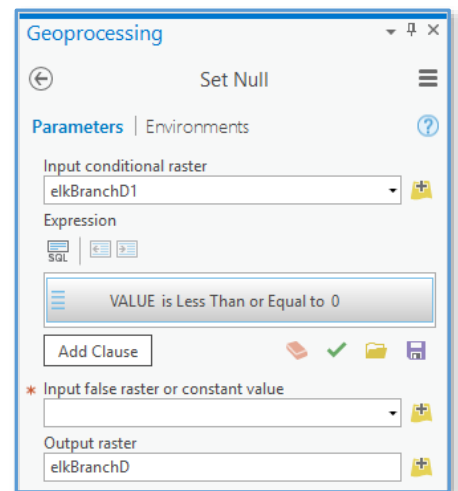 Geoprocessing
Set Null
Parameters | Environments
?
Input conditional raster
elkBranchD1
Expression
SQL
VALUE is Less Than or Equal to 0
Add Clause
* Input false raster or constant value
Output raster
elkBranchD